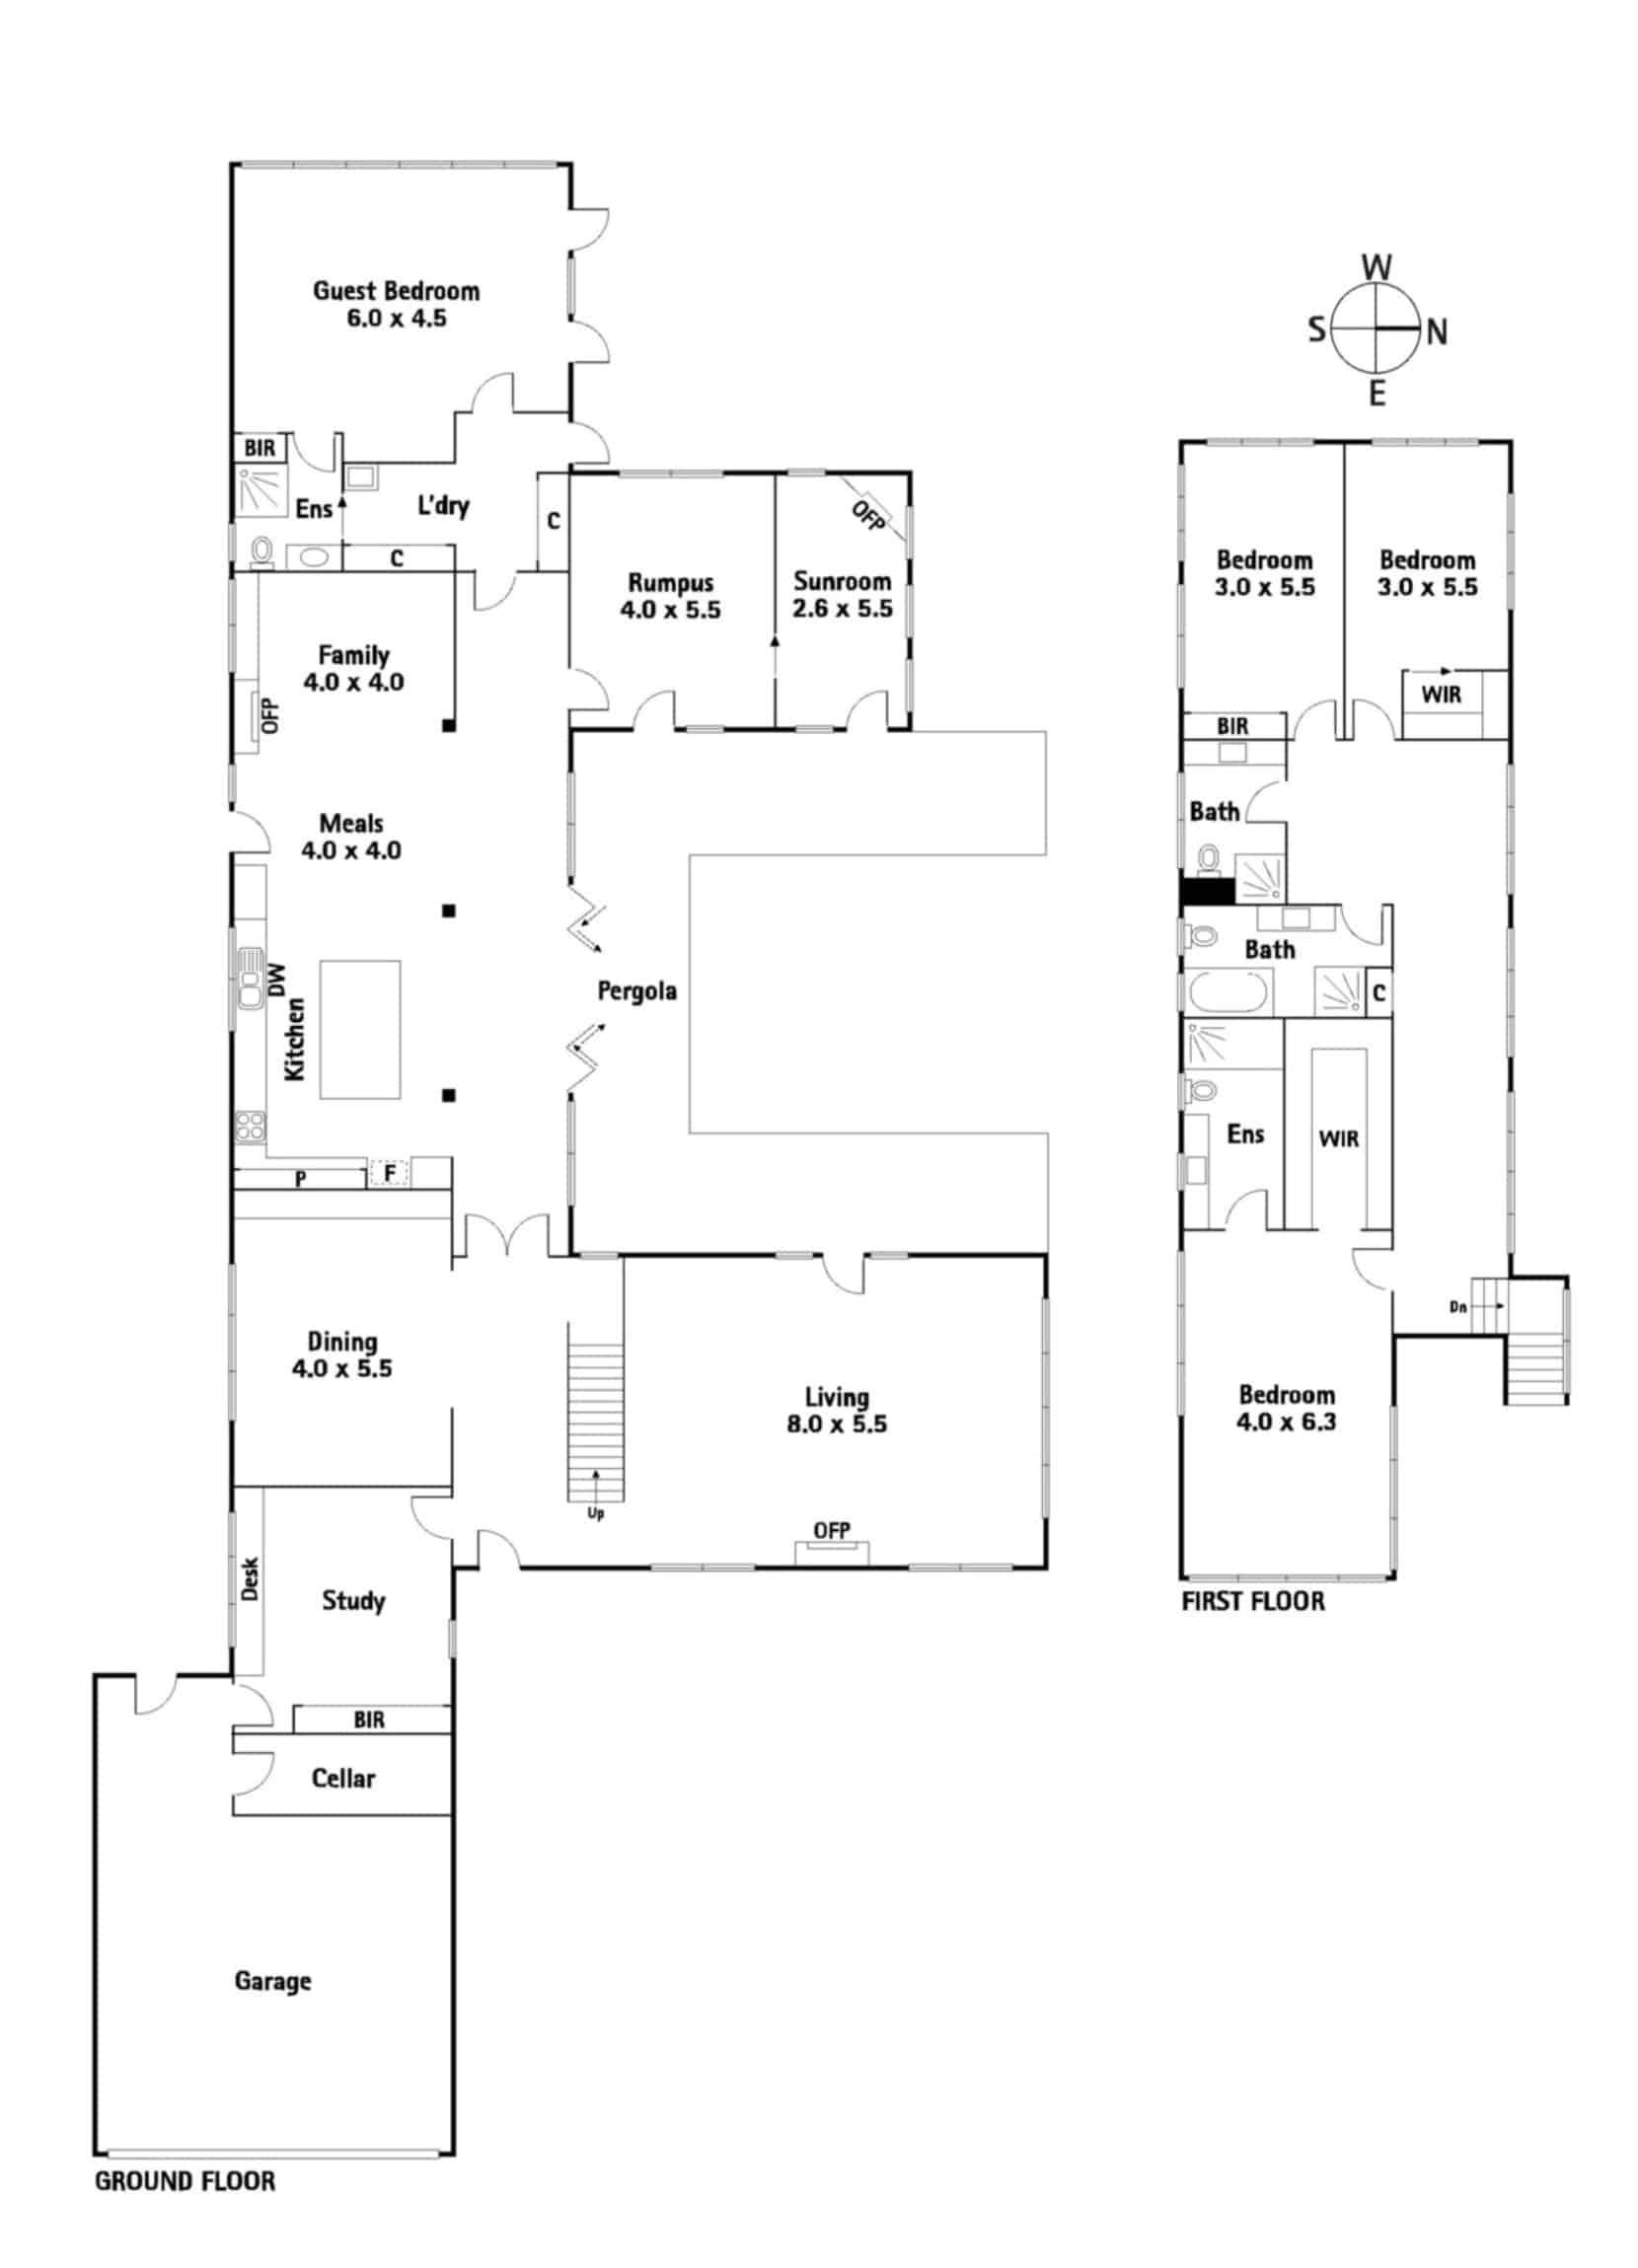 Guest Bedroom
6.0 x 4.5
BIR
Ens
L'dry
C
C
OFP
Rumpus
4.0 x 5.5
Sunroom
2.6 x 5.5
Family
4.0 x 4.0
OFP
Meals
4.0 x 4.0
DW
Kitchen
Pergola
P
F
Dining
4.0 x 5.5
Living
8.0 x 5.5
Up
OFP
Desk
Study
BIR
Cellar
Garage
GROUND FLOOR
W
S
N
E
Bedroom
3.0 x 5.5
Bedroom
3.0 x 5.5
WIR
BIR
Bath
Bath
C
Ens
WIR
Dn
Bedroom
4.0 x 6.3
FIRST FLOOR